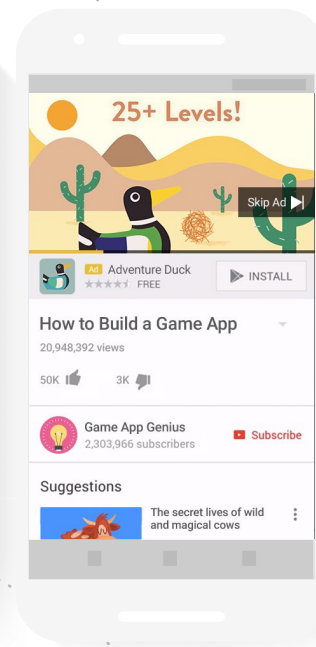 25+ Levels!
Skip Ad
Ad Adventure Duck
FREE
INSTALL
How to Build a Game App
20,948,392 views
50K
3K
Game App Genius
2,303,966 subscribers
Subscribe
Suggestions
The secret lives of wild
and magical cows